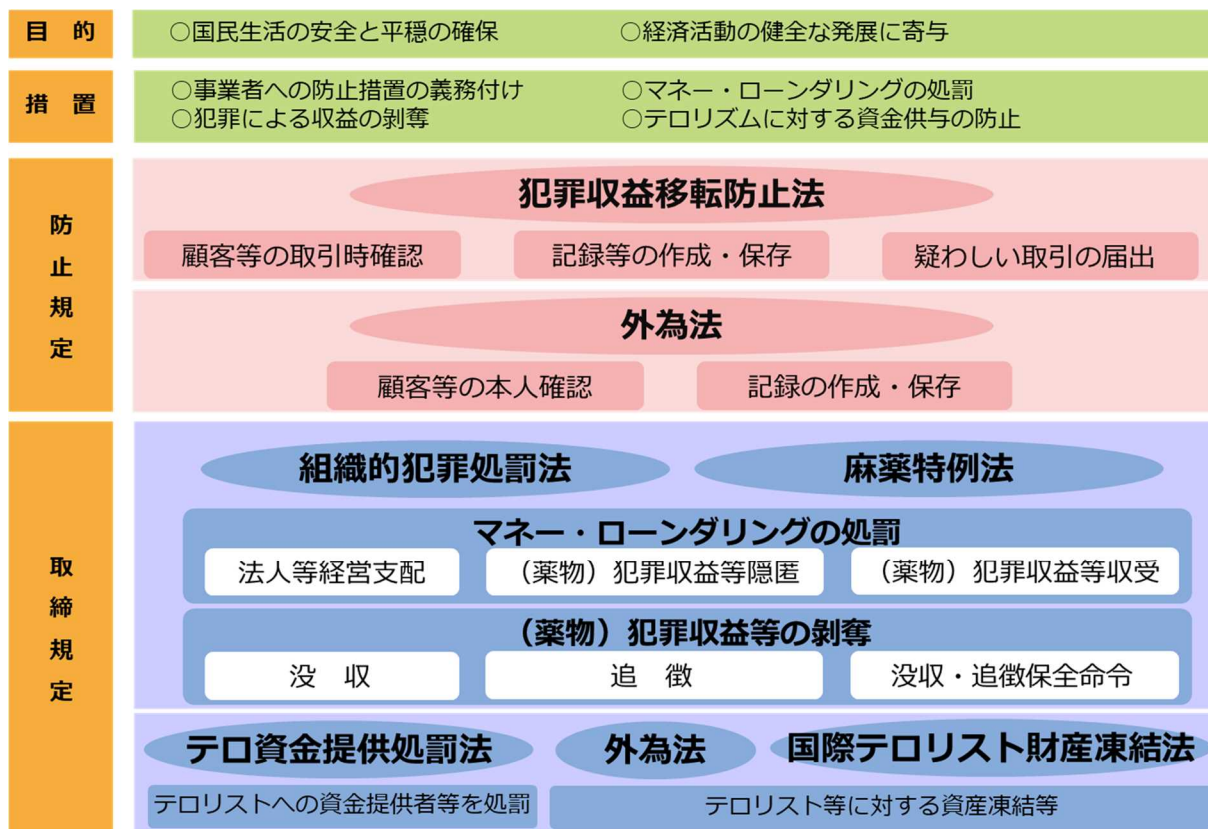 目　的
○国民生活の安全と平穏の確保
○経済活動の健全な発展に寄与
措　置
○事業者への防止措置の義務付け
○マネー・ローンダリングの処罰
○犯罪による収益の剝奪
○テロリズムに対する資金供与の防止
防止規定
犯罪収益移転防止法
顧客等の取引時確認
記録等の作成・保存
疑わしい取引の届出
外為法
顧客等の本人確認
記録の作成・保存
取締規定
組織的犯罪処罰法
麻薬特例法
マネー・ローンダリングの処罰
法人等経営支配
（薬物）犯罪収益等隠匿
（薬物）犯罪収益等収受
（薬物）犯罪収益等の剝奪
没　収
追　徴
没収・追徴保全命令
テロ資金提供処罰法
外為法
国際テロリスト財産凍結法
テロリストへの資金提供者等を処罰
テロリスト等に対する資産凍結等